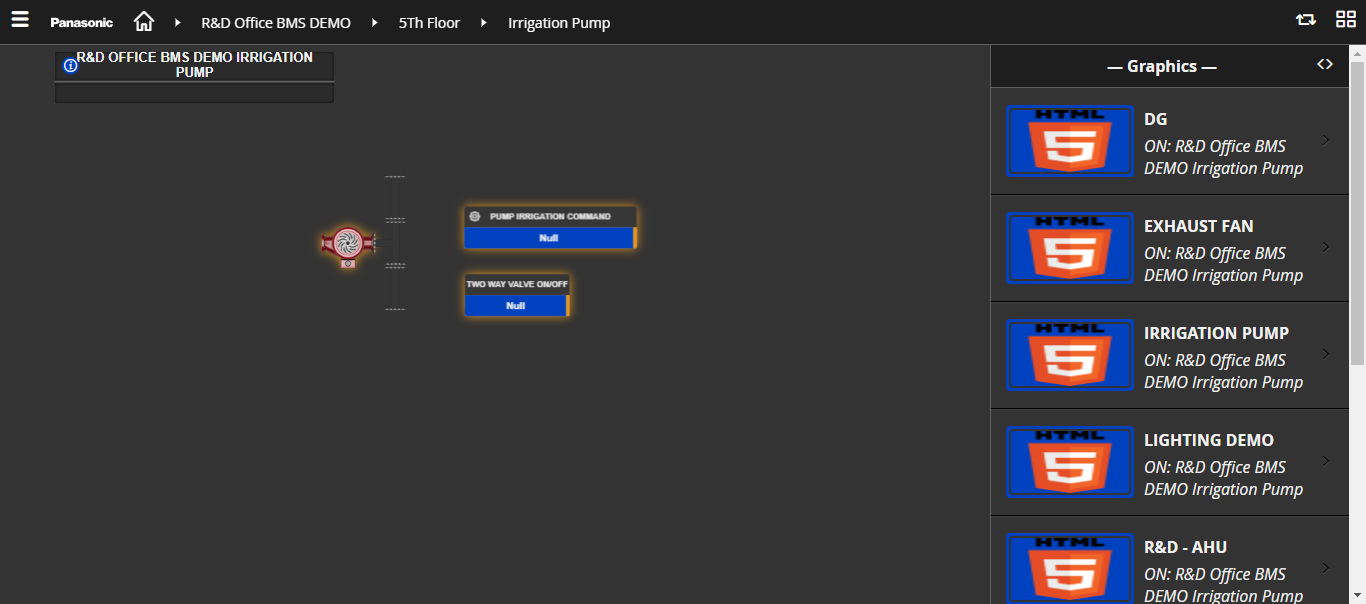 Panasonic R&D Office BMS DEMO 5Th Floor Irrigation Pump
R&D OFFICE BMS DEMO IRRIGATION
PUMP
PUMP IRRIGATION COMMAND
Null
TWO WAY VALVE ON/OFF
Null
— Graphics —
HTML
5
DG
ON: R&D Office BMS
DEMO Irrigation Pump
HTML
5
EXHAUST FAN
ON: R&D Office BMS
DEMO Irrigation Pump
HTML
5
IRRIGATION PUMP
ON: R&D Office BMS
DEMO Irrigation Pump
HTML
5
LIGHTING DEMO
ON: R&D Office BMS
DEMO Irrigation Pump
HTML
5
R&D - AHU
ON: R&D Office BMS
DEMO Irrigation Pump